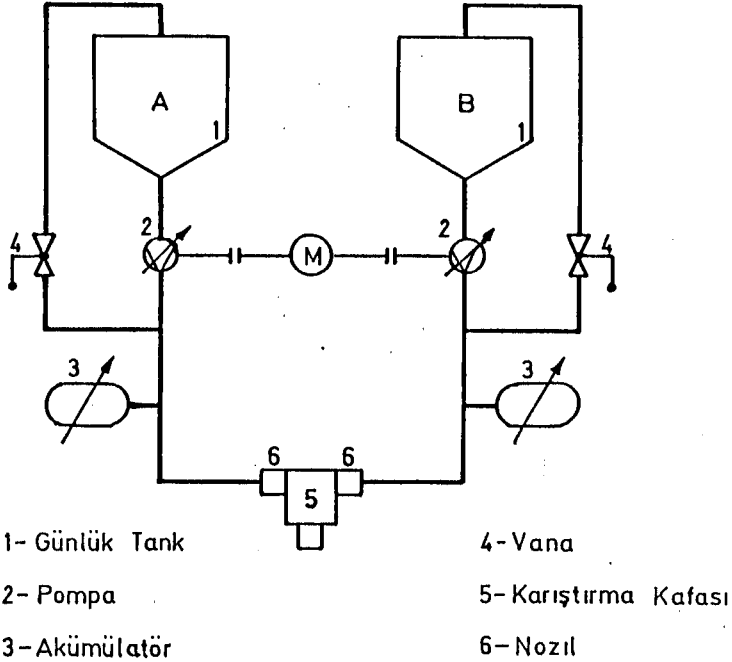 A
B
1
1
2
2
4
M
4
3
3
6
6
5
1- Günlük Tank
4- Vana
2- Pompa
5- Karıştırma Kafası
3- Akümülatör
6- Nozıl